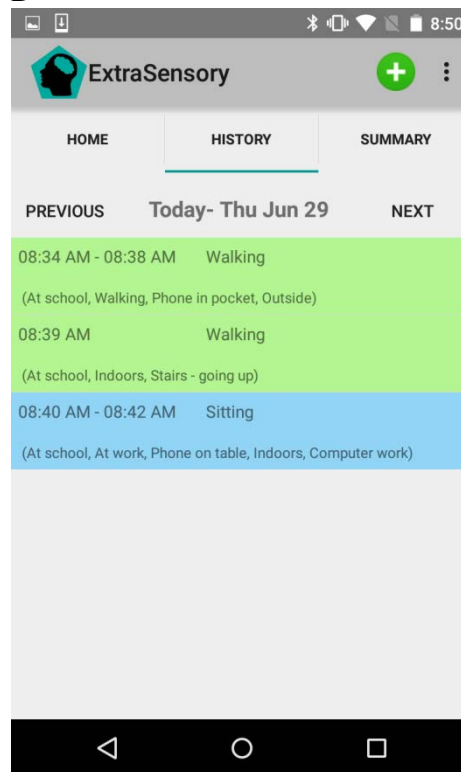 8:50
ExtraSensory
HOME HISTORY SUMMARY
PREVIOUS Today- Thu Jun 29 NEXT
08:34 AM - 08:38 AM Walking
(At school, Walking, Phone in pocket, Outside)
08:39 AM Walking
(At school, Indoors, Stairs - going up)
08:40 AM - 08:42 AM Sitting
(At school, At work, Phone on table, Indoors, Computer work)